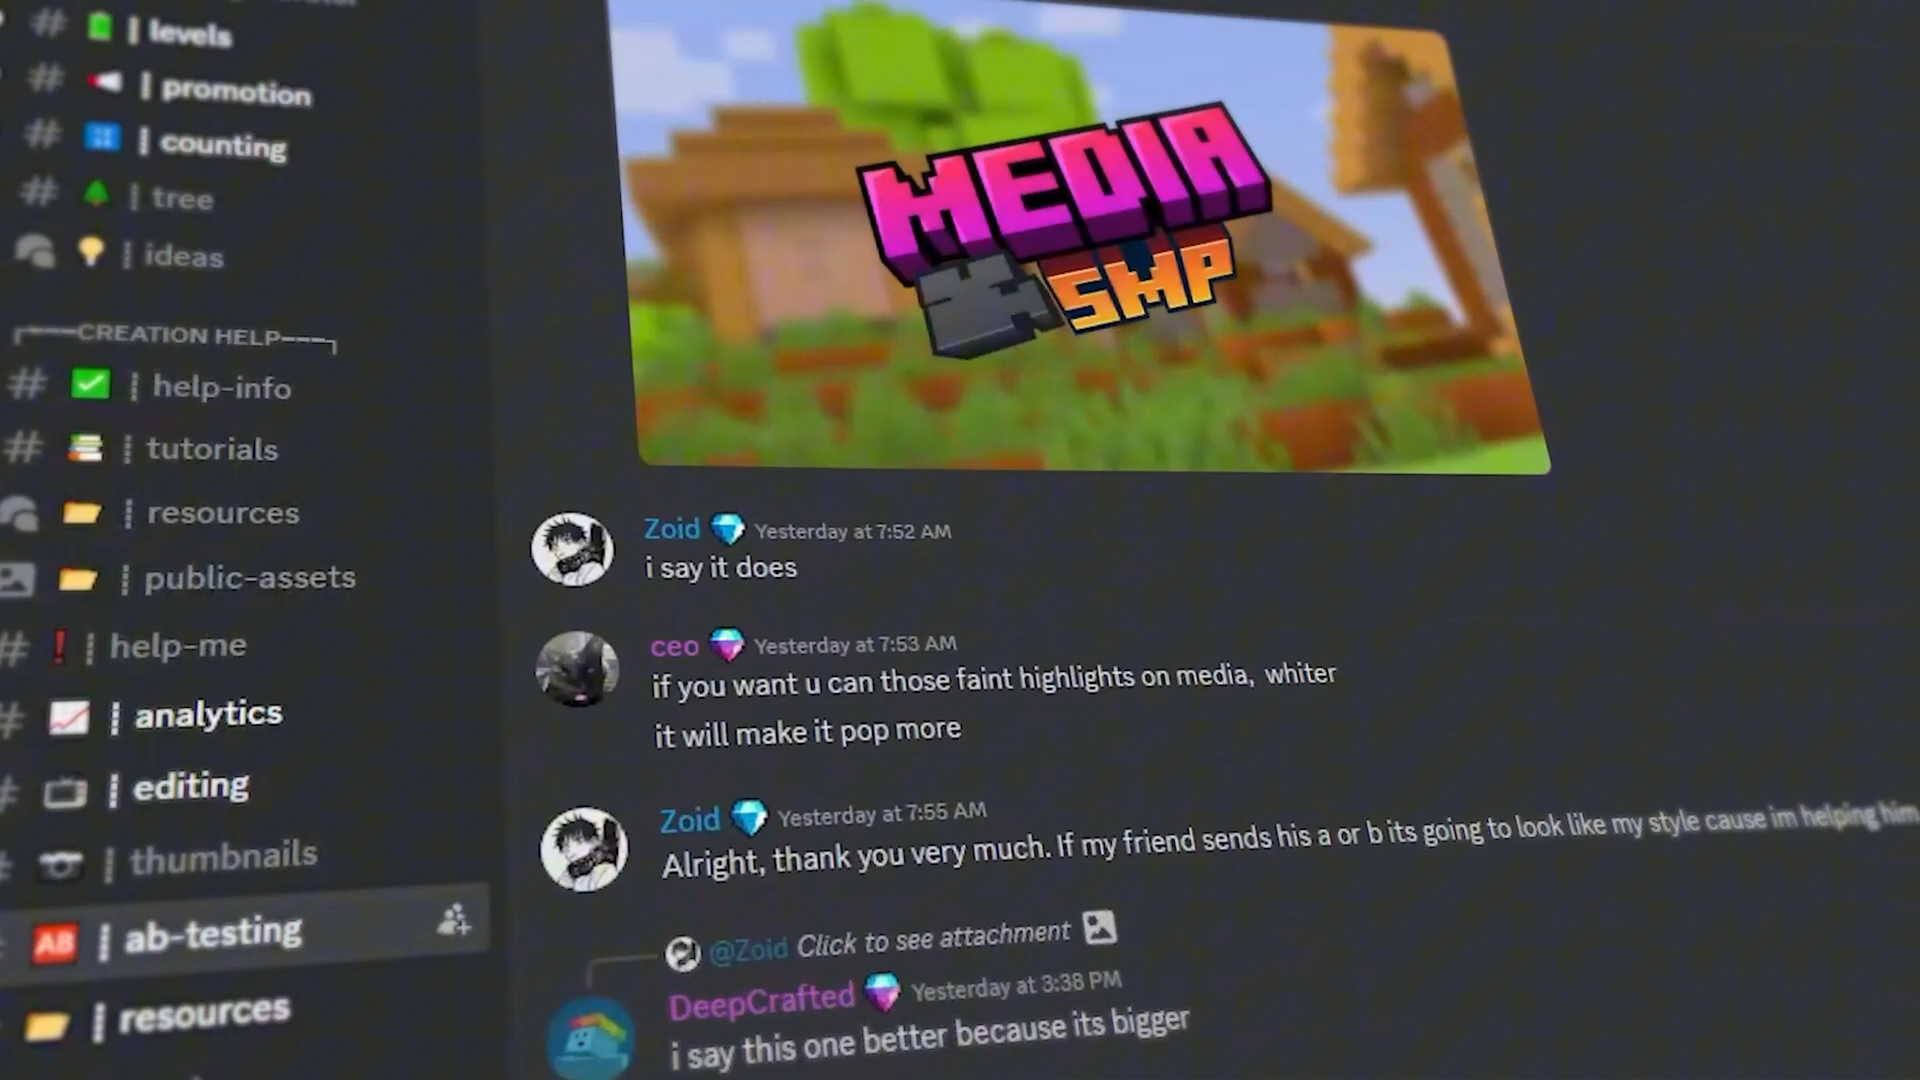 levels
promotion
counting
tree
ideas
CREATION HELP
help-info
tutorials
resources
public-assets
help-me
analytics
editing
thumbnails
AB ab-testing
resources
MEDIA
SMP
Zoid Yesterday at 7:52 AM
i say it does
ceo Yesterday at 7:53 AM
if you want u can those faint highlights on media, whiter
it will make it pop more
Zoid Yesterday at 7:55 AM
Alright, thank you very much. If my friend sends his a or b its going to look like my style cause im helping him
@Zoid Click to see attachment
DeepCrafted Yesterday at 3:38 PM
i say this one better because its bigger